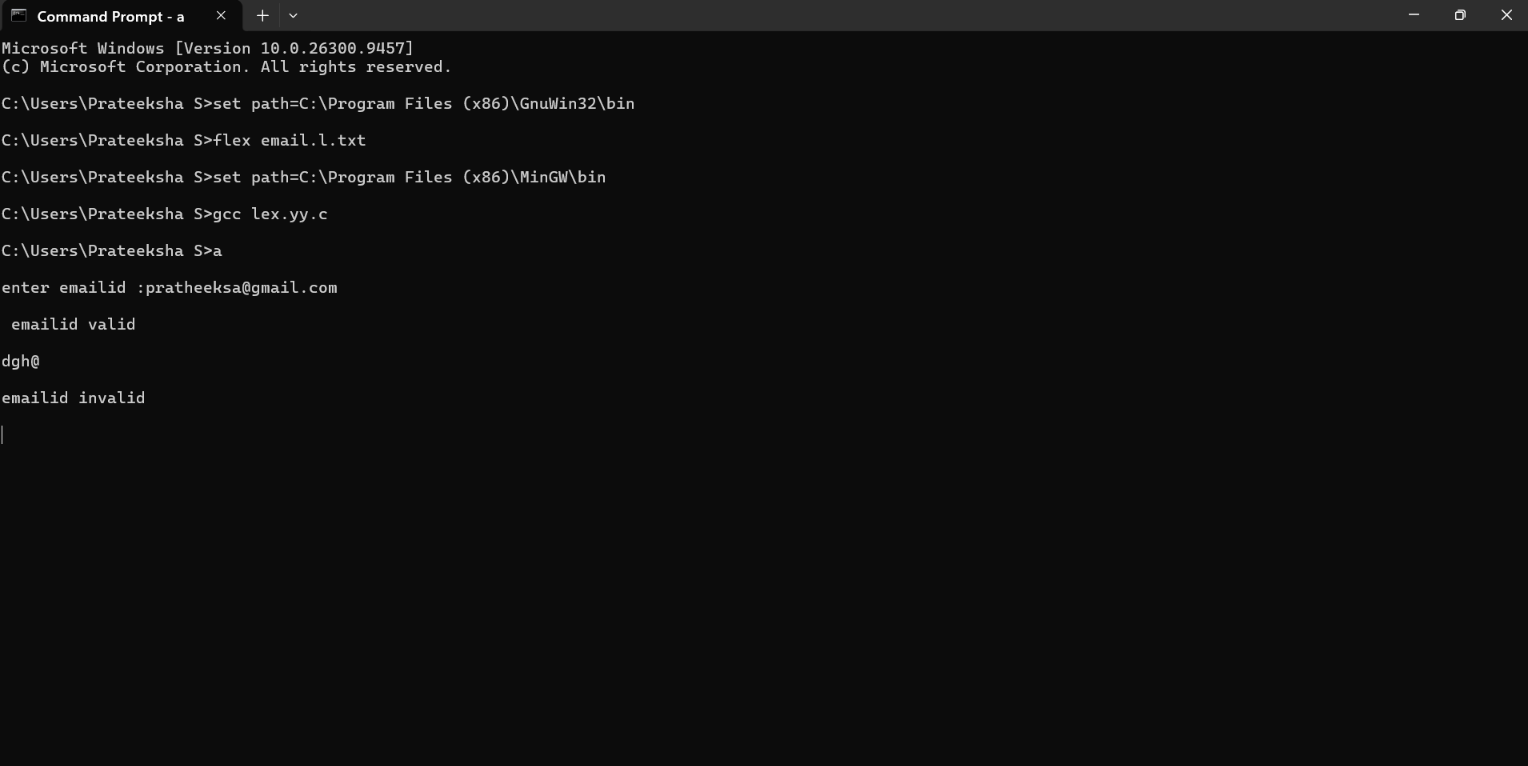 Command Prompt - a
Microsoft Windows [Version 10.0.26300.9457]
(c) Microsoft Corporation. All rights reserved.
C:\Users\Prateeksha S>set path=C:\Program Files (x86)\GnuWin32\bin
C:\Users\Prateeksha S>flex email.l.txt
C:\Users\Prateeksha S>set path=C:\Program Files (x86)\MinGW\bin
C:\Users\Prateeksha S>gcc lex.yy.c
C:\Users\Prateeksha S>a
enter emailid :pratheeksa@gmail.com
emailid valid
dgh@
emailid invalid